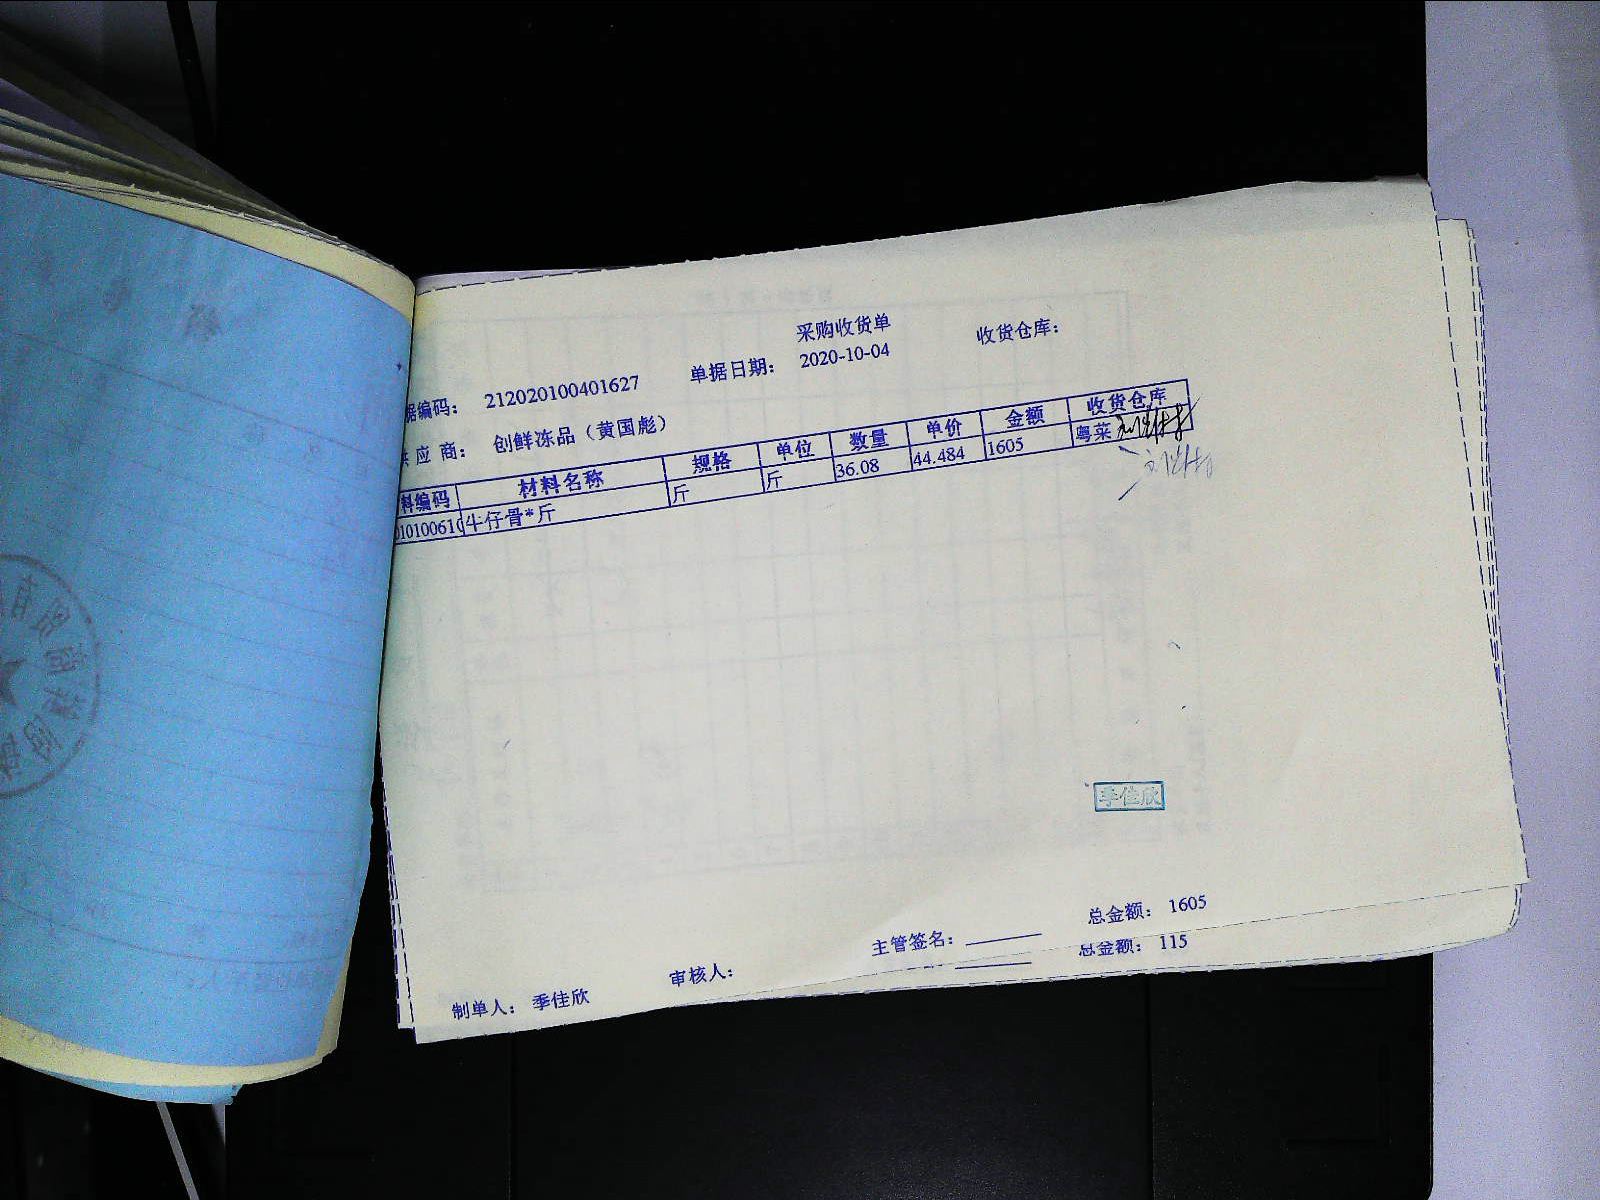 采购收货单
据编码： 212020100401627 单据日期： 2020-10-04 收货仓库：
供应商： 创鲜冻品（黄国彪）
料编码 材料名称 规格 单位 数量 单价 金额 收货仓库
01010061 牛仔骨*斤 斤 斤 36.08 44.484 1605 粤菜
季佳欣
总金额： 1605
主管签名：
总金额： 115
审核人：
制单人： 季佳欣